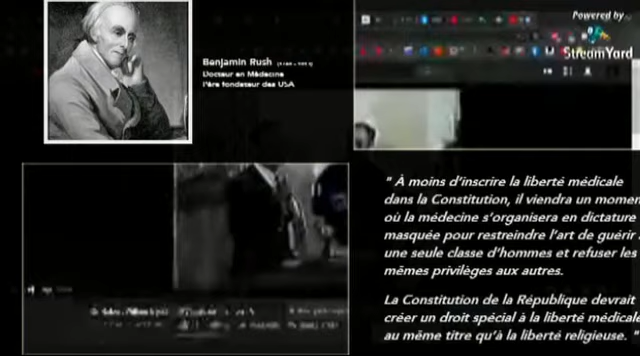 Powered by
StreamYard
Benjamin Rush
Docteur en Médecine
Père fondateur des USA
" À moins d'inscrire la liberté médicale
dans la Constitution, il viendra un momen
où la médecine s'organisera en dictature
masquée pour restreindre l'art de guérir
une seule classe d'hommes et refuser les
mêmes privilèges aux autres.
La Constitution de la République devrait
créer un droit spécial à la liberté médicale
au même titre qu'à la liberté religieuse. "